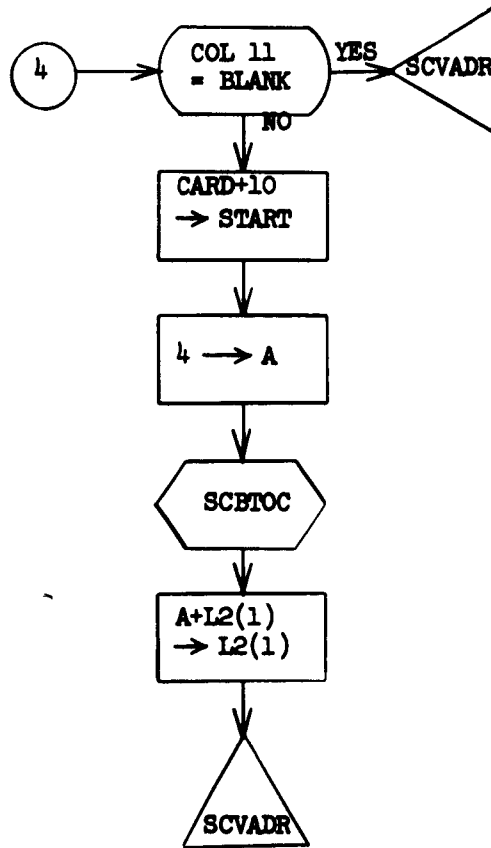 4
COL 11
= BLANK
YES
SCVADR
NO
CARD+10
→ START
4 → A
SCBTOC
A+L2(1)
→ L2(1)
SCVADR